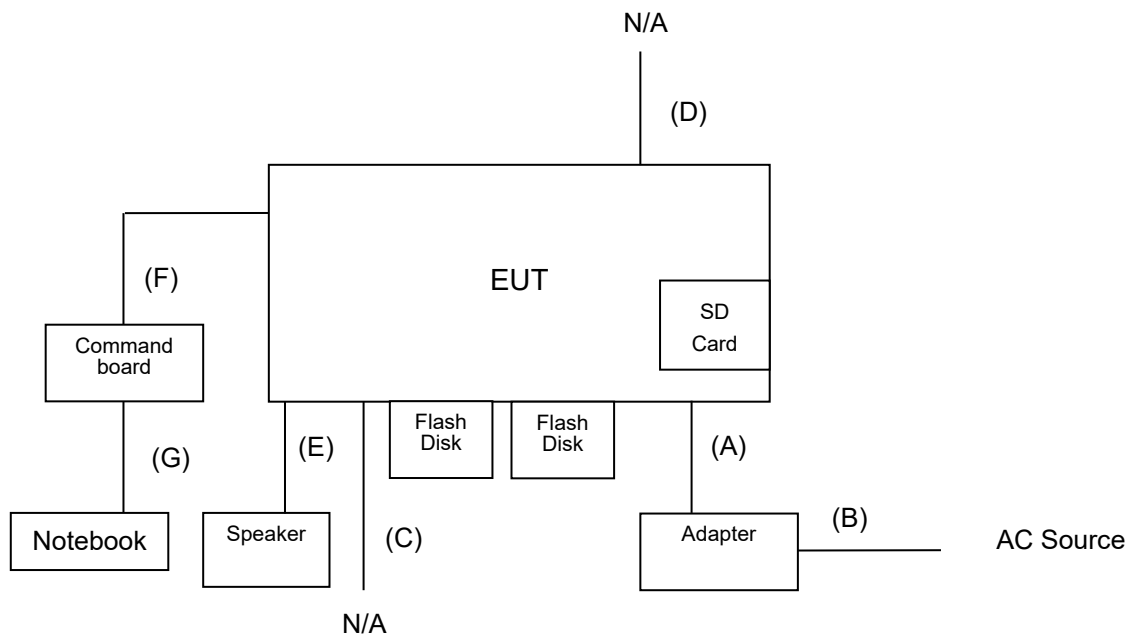 N/A
(D)
EUT
(F)
SD
Card
Command
board
Flash
Disk
Flash
Disk
(E)
(A)
(G)
(C)
(B)
Notebook
Speaker
Adapter
AC Source
N/A